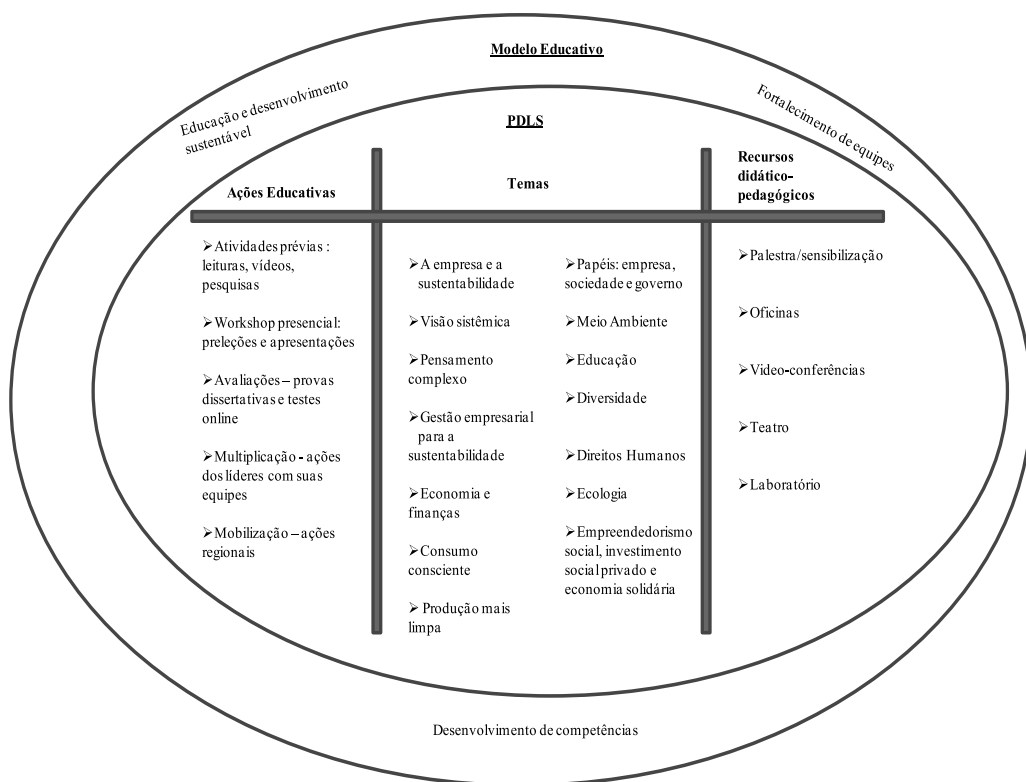 Modelo Educativo
Educação e desenvolvimento
sustentável
Fortalecimento de equipes
PDLS
Ações Educativas
➢Atividades prévias :
leituras, vídeos,
pesquisas
➢Workshop presencial:
preleções e apresentações
➢Avaliações – provas
dissertativas e testes
online
➢Multiplicação - ações
dos líderes com suas
equipes
➢Mobilização – ações
regionais
Temas
➢A empresa e a
sustentabilidade
➢Visão sistêmica
➢Pensamento
complexo
➢Gestão empresarial
para a
sustentabilidade
➢Economia e
finanças
➢Consumo
consciente
➢ Produção mais
limpa
➢Papéis: empresa,
sociedade e governo
➢Meio Ambiente
➢Educação
➢Diversidade
➢Direitos Humanos
➢Ecologia
➢Empreendedorismo
social, investimento
social privado e
economia solidária
Recursos
didático-
pedagógicos
➢Palestra/sensibilização
➢Oficinas
➢Video-conferências
➢Teatro
➢Laboratório
Desenvolvimento de competências